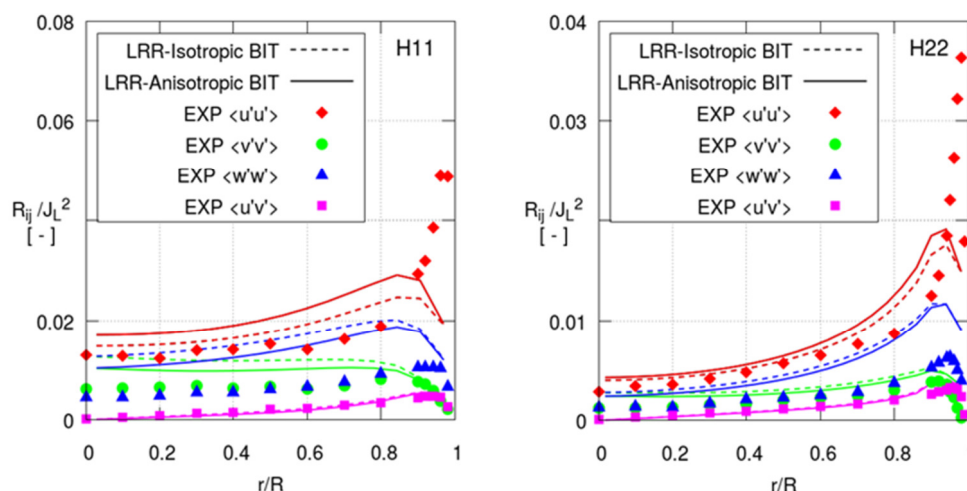 0.08
LRR-Isotropic BIT
H11
LRR-Anisotropic BIT
EXP <u'u'>
0.06
EXP <v'v'>
EXP <w'w'>
EXP <u'v'>
R_ij /J_L^2
[ - ]
0.02
0
0 0.2 0.4 0.6 0.8 1
r/R
0.04
LRR-Isotropic BIT
H22
LRR-Anisotropic BIT
EXP <u'u'>
0.03
EXP <v'v'>
EXP <w'w'>
EXP <u'v'>
R_ij /J_L^2
[ - ]
0.01
0
0 0.2 0.4 0.6 0.8
r/R